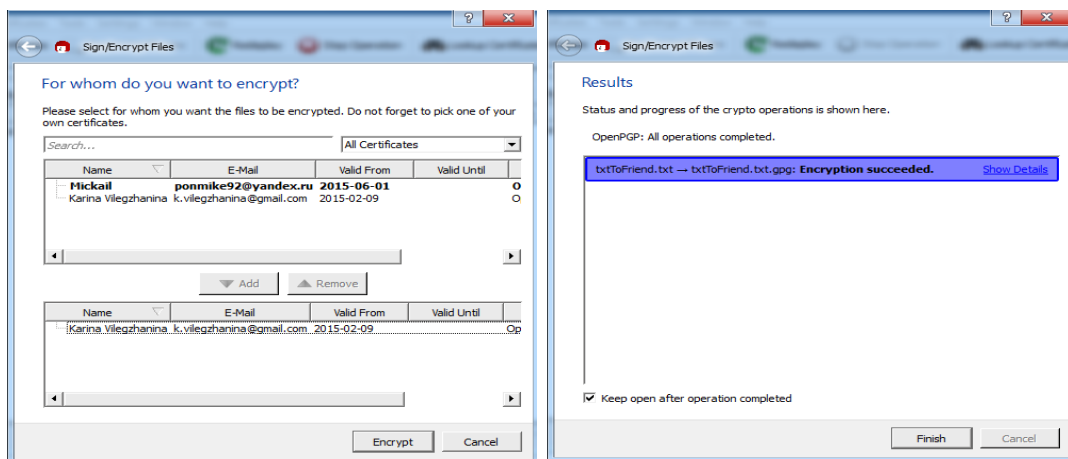 Sign/Encrypt Files
For whom do you want to encrypt?
Please select for whom you want the files to be encrypted. Do not forget to pick one of your
own certificates.
Search... All Certificates
Name E-Mail Valid From Valid Until
Mickail ponmike92@yandex.ru 2015-06-01 O
Karina Vilegzhanina k.vilegzhanina@gmail.com 2015-02-09 O
Add Remove
Name E-Mail Valid From Valid Until
Karina Vilegzhanina k.vilegzhanina@gmail.com 2015-02-09 Op
Encrypt Cancel
Sign/Encrypt Files
Results
Status and progress of the crypto operations is shown here.
OpenPGP: All operations completed.
txtToFriend.txt → txtToFriend.txt.gpg: Encryption succeeded. Show Details
Keep open after operation completed
Finish Cancel